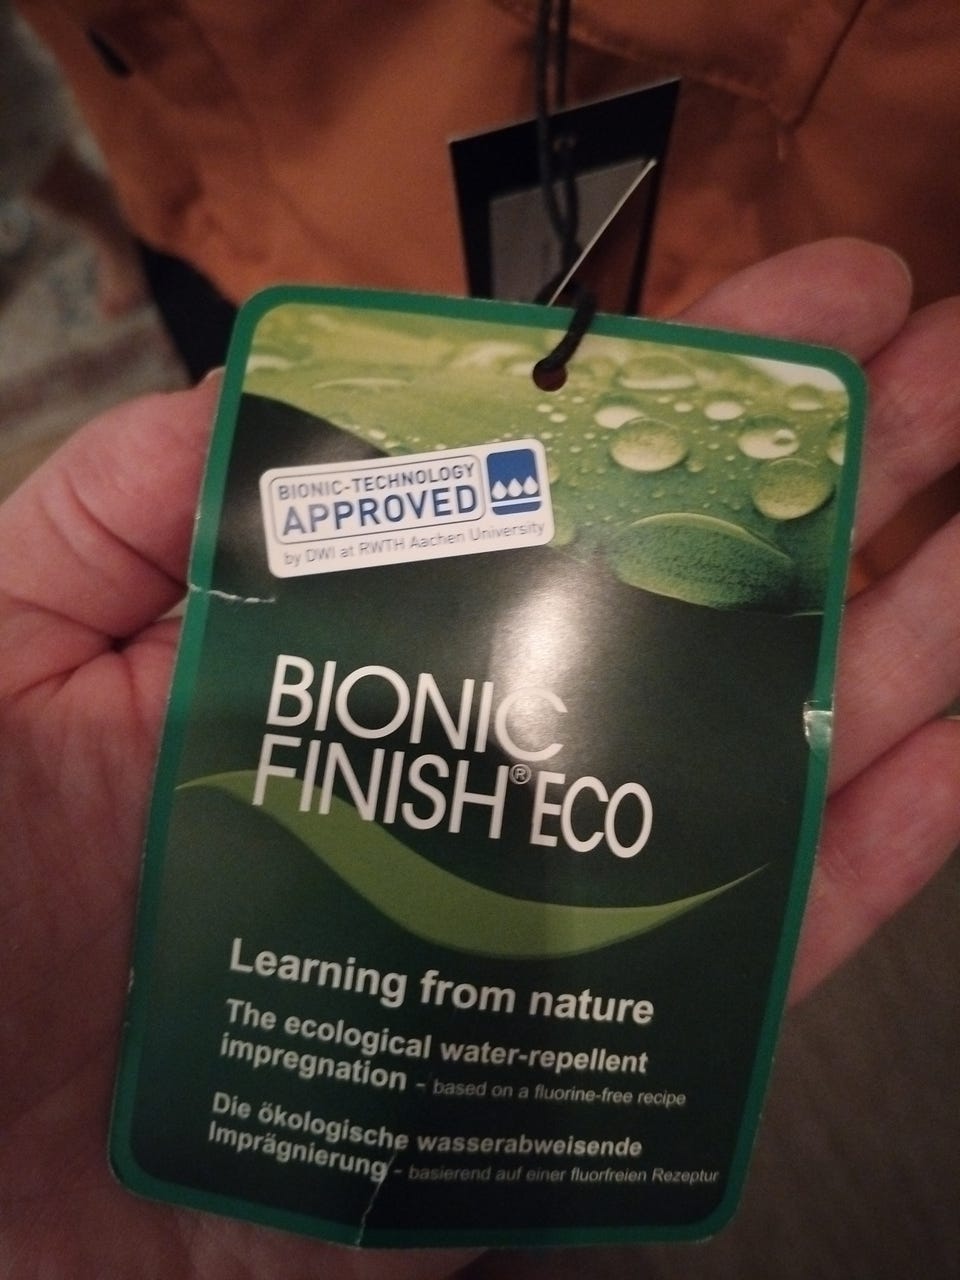 BIONIC-TECHNOLOGY
APPROVED
by DWI at RWTH Aachen University
BIONIC
FINISH® ECO
Learning from nature
The ecological water-repellent
impregnation - based on a fluorine-free recipe
Die ökologische wasserabweisende
Imprägnierung - basierend auf einer fluorfreien Rezeptur